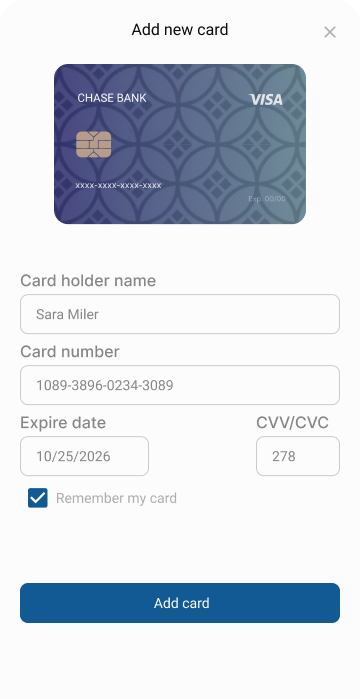 Add new card
CHASE BANK
VISA
xxxx-xxxx-xxxx-xxxx
Exp. 00/00
Card holder name
Sara Miler
Card number
1089-3896-0234-3089
Expire date
CVV/CVC
10/25/2026
278
Remember my card
Add card